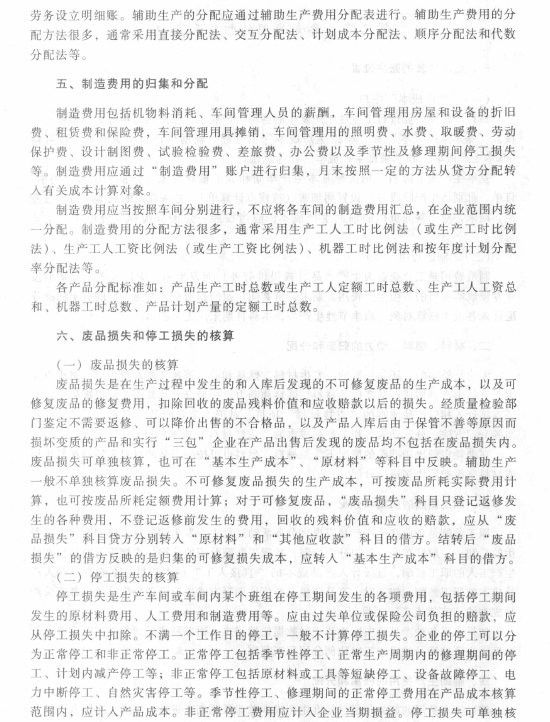 劳务设立明细账。辅助生产的分配应通过辅助生产费用分配表进行。辅助生产费用的分
配方法很多，通常采用直接分配法、交互分配法、计划成本分配法、顺序分配法和代数
分配法等。
五、制造费用的归集和分配
制造费用包括机物料消耗、车间管理人员的薪酬，车间管理用房屋和设备的折旧
费、租赁费和保险费，车间管理用具摊销，车间管理用的照明费、水费、取暖费、劳动
保护费、设计制图费、试验检验费、差旅费、办公费以及季节性及修理期间停工损失
等。制造费用应通过“制造费用”账户进行归集，月末按照一定的方法从贷方分配转
入有关成本计算对象。
制造费用应当按照车间分别进行，不应将各车间的制造费用汇总，在企业范围内统
一分配。制造费用的分配方法很多，通常采用生产工人工时比例法（或生产工时比例
法）、生产工人工资比例法（或生产工资比例法）、机器工时比例法和按年度计划分配
率分配法等。
各产品分配标准如：产品生产工时总数或生产工人定额工时总数、生产工人工资总
和、机器工时总数、产品计划产量的定额工时总数。
六、废品损失和停工损失的核算
（一）废品损失的核算
废品损失是在生产过程中发生的和入库后发现的不可修复废品的生产成本，以及可
修复废品的修复费用，扣除回收的废品残料价值和应收赔款以后的损失。经质量检验部
门鉴定不需要返修、可以降价出售的不合格品，以及产品入库后由于保管不善等原因而
损坏变质的产品和实行“三包”企业在产品出售后发现的废品均不包括在废品损失内。
废品损失可单独核算，也可在“基本生产成本”、“原材料”等科目中反映。辅助生产
一般不单独核算废品损失。不可修复废品损失的生产成本，可按废品所耗实际费用计
算，也可按废品所耗定额费用计算；对于可修复废品，“废品损失”科目只登记返修发
生的各种费用，不登记返修前发生的费用，回收的残料价值和应收的赔款，应从“废
品损失”科目贷方分别转入“原材料”和“其他应收款”科目的借方。结转后“废品
损失”的借方反映的是归集的可修复损失成本，应转入“基本生产成本”科目的借方。
（二）停工损失的核算
停工损失是生产车间或车间内某个班组在停工期间发生的各项费用，包括停工期间
发生的原材料费用、人工费用和制造费用等。应由过失单位或保险公司负担的赔款，应
从停工损失中扣除。不满一个工作日的停工，一般不计算停工损失。企业的停工可以分
为正常停工和非正常停工。正常停工包括季节性停工、正常生产周期内的修理期间的停
工、计划内减产停工等；非正常停工包括原材料或工具等短缺停工、设备故障停工、电
力中断停工、自然灾害停工等。季节性停工、修理期间的正常停工费用在产品成本核算
范围内，应计入产品成本。非正常停工费用应计入企业当期损益。停工损失可单独核